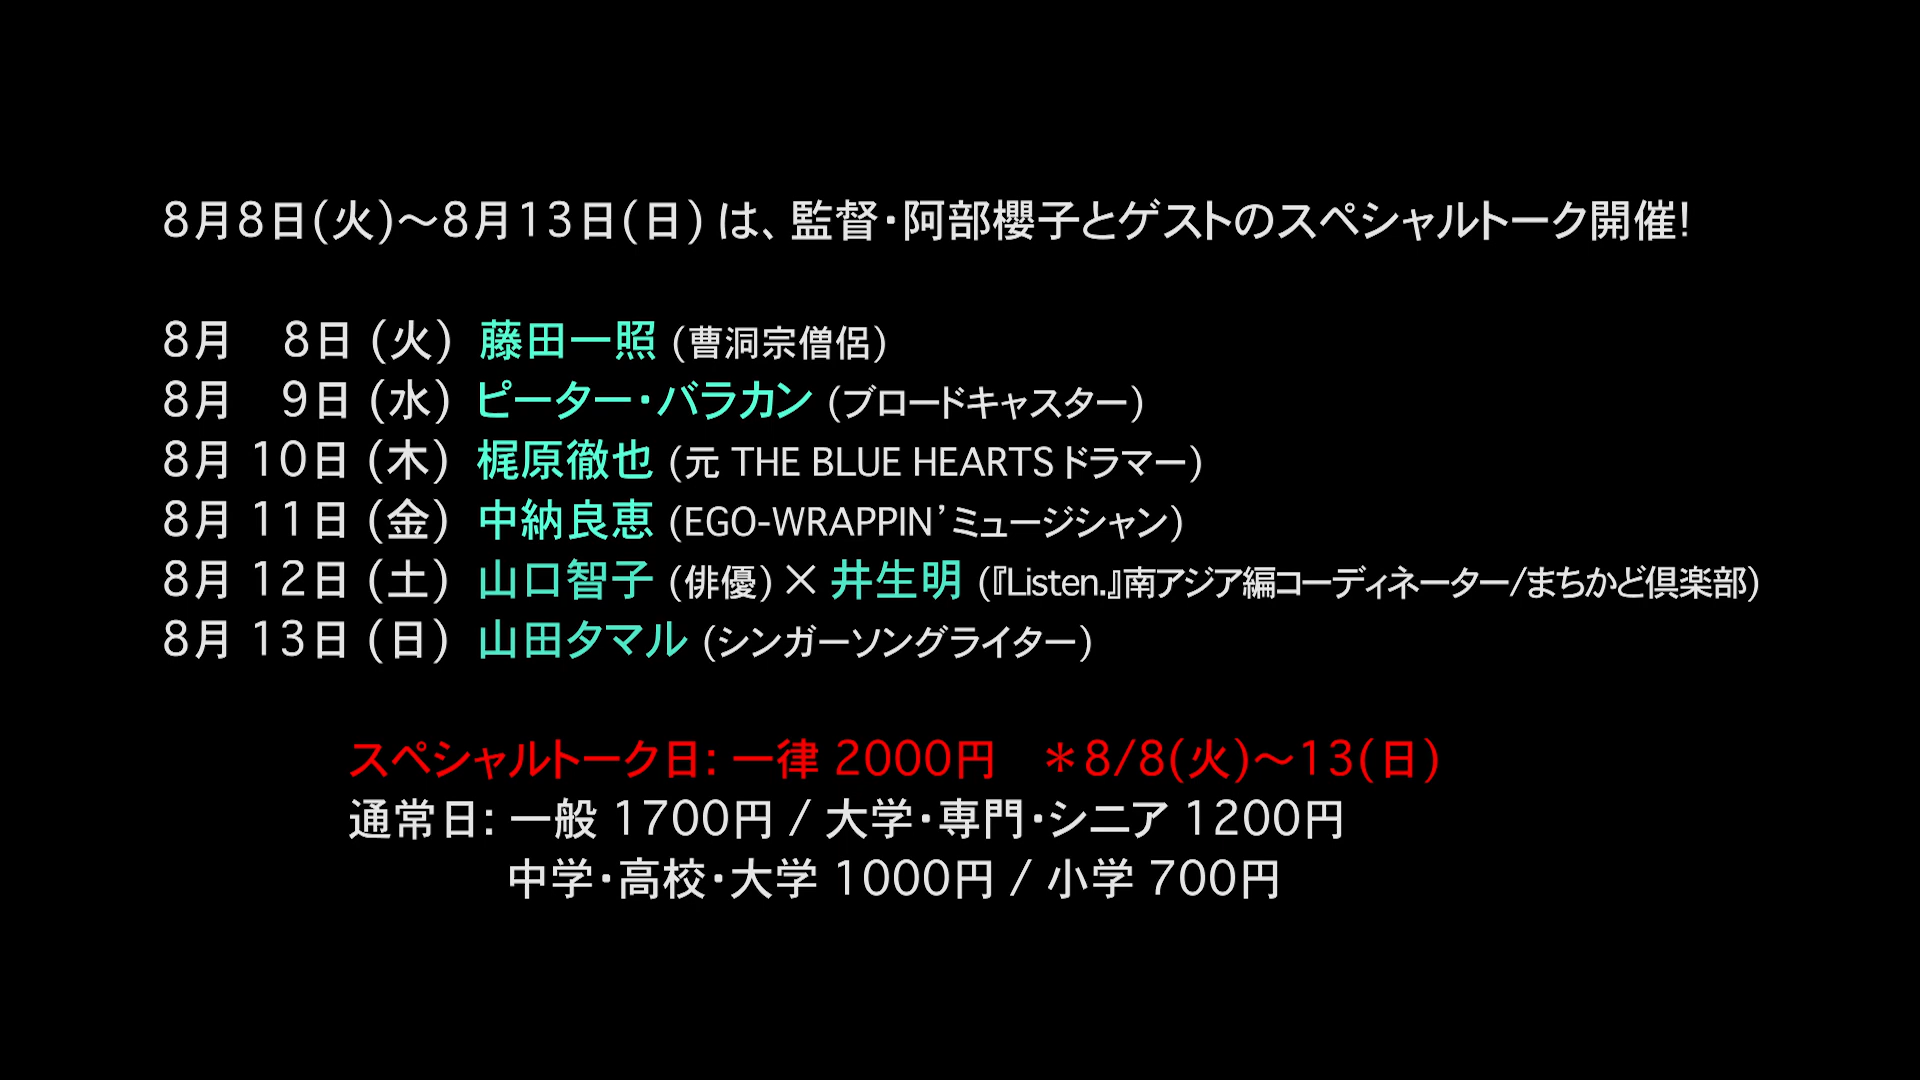 8月8日(火)～8月13日(日)は、監督・阿部櫻子とゲストのスペシャルトーク開催!
8月 8日 (火) 藤田一照 (曹洞宗僧侶)
8月 9日 (水) ピーター・バラカン (ブロードキャスター)
8月 10日 (木) 梶原徹也 (元 THE BLUE HEARTSドラマー)
8月 11日 (金) 中納良恵 (EGO-WRAPPIN'ミュージシャン)
8月 12日 (土) 山口智子 (俳優) × 井生明 (『Listen.』南アジア編コーディネーター/まちかど倶楽部)
8月 13日 (日) 山田タマル (シンガーソングライター)
スペシャルトーク日: 一律 2000円 ＊8/8(火)～13(日)
通常日: 一般 1700円 / 大学・専門・シニア 1200円
中学・高校・大学 1000円 / 小学 700円